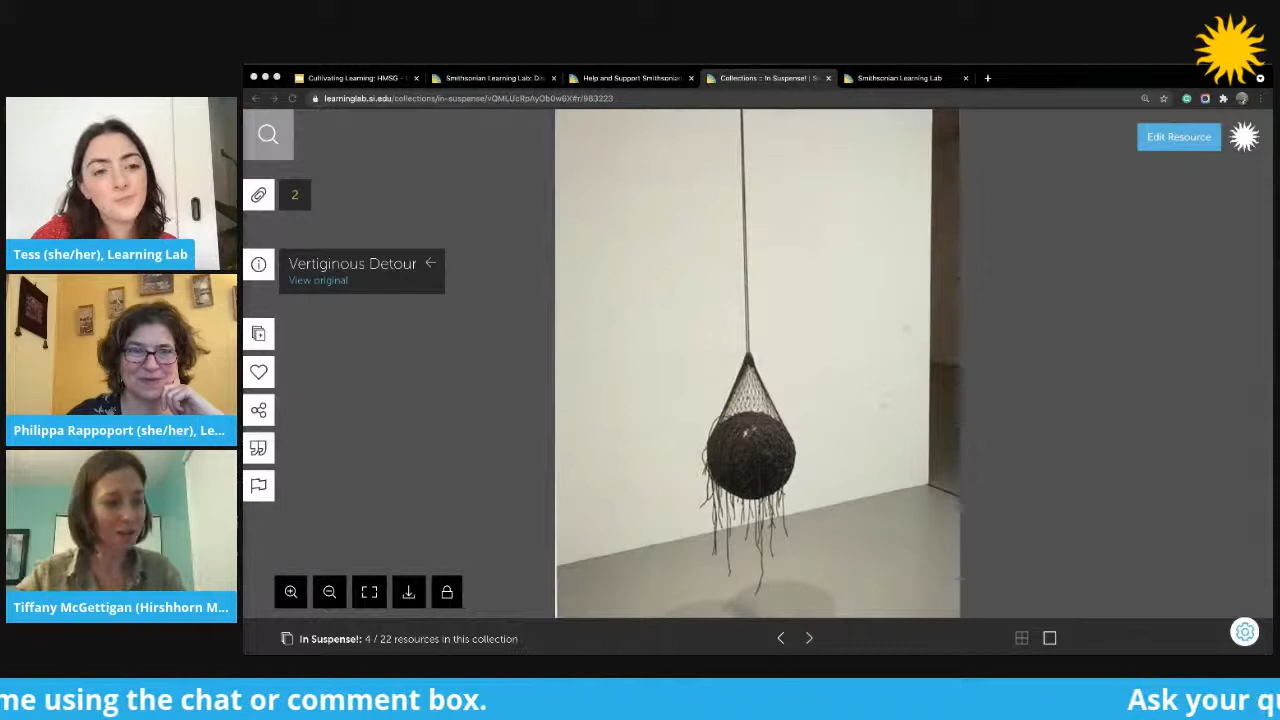 Cultivating Learning: HMSG -
Smithsonian Learning Lab: Di
Help and Support Smithsonian
Collections :: In Suspense! | S
Smithsonian Learning Lab
learninglab.si.edu/collections/in-suspense/
Edit Resource
2
Vertiginous Detour
View original
Tess (she/her), Learning Lab
Philippa Rappoport (she/her), Le...
Tiffany McGettigan (Hirshhorn M...
In Suspense!: 4 / 22 resources in this collection
me using the chat or comment box. Ask your qu